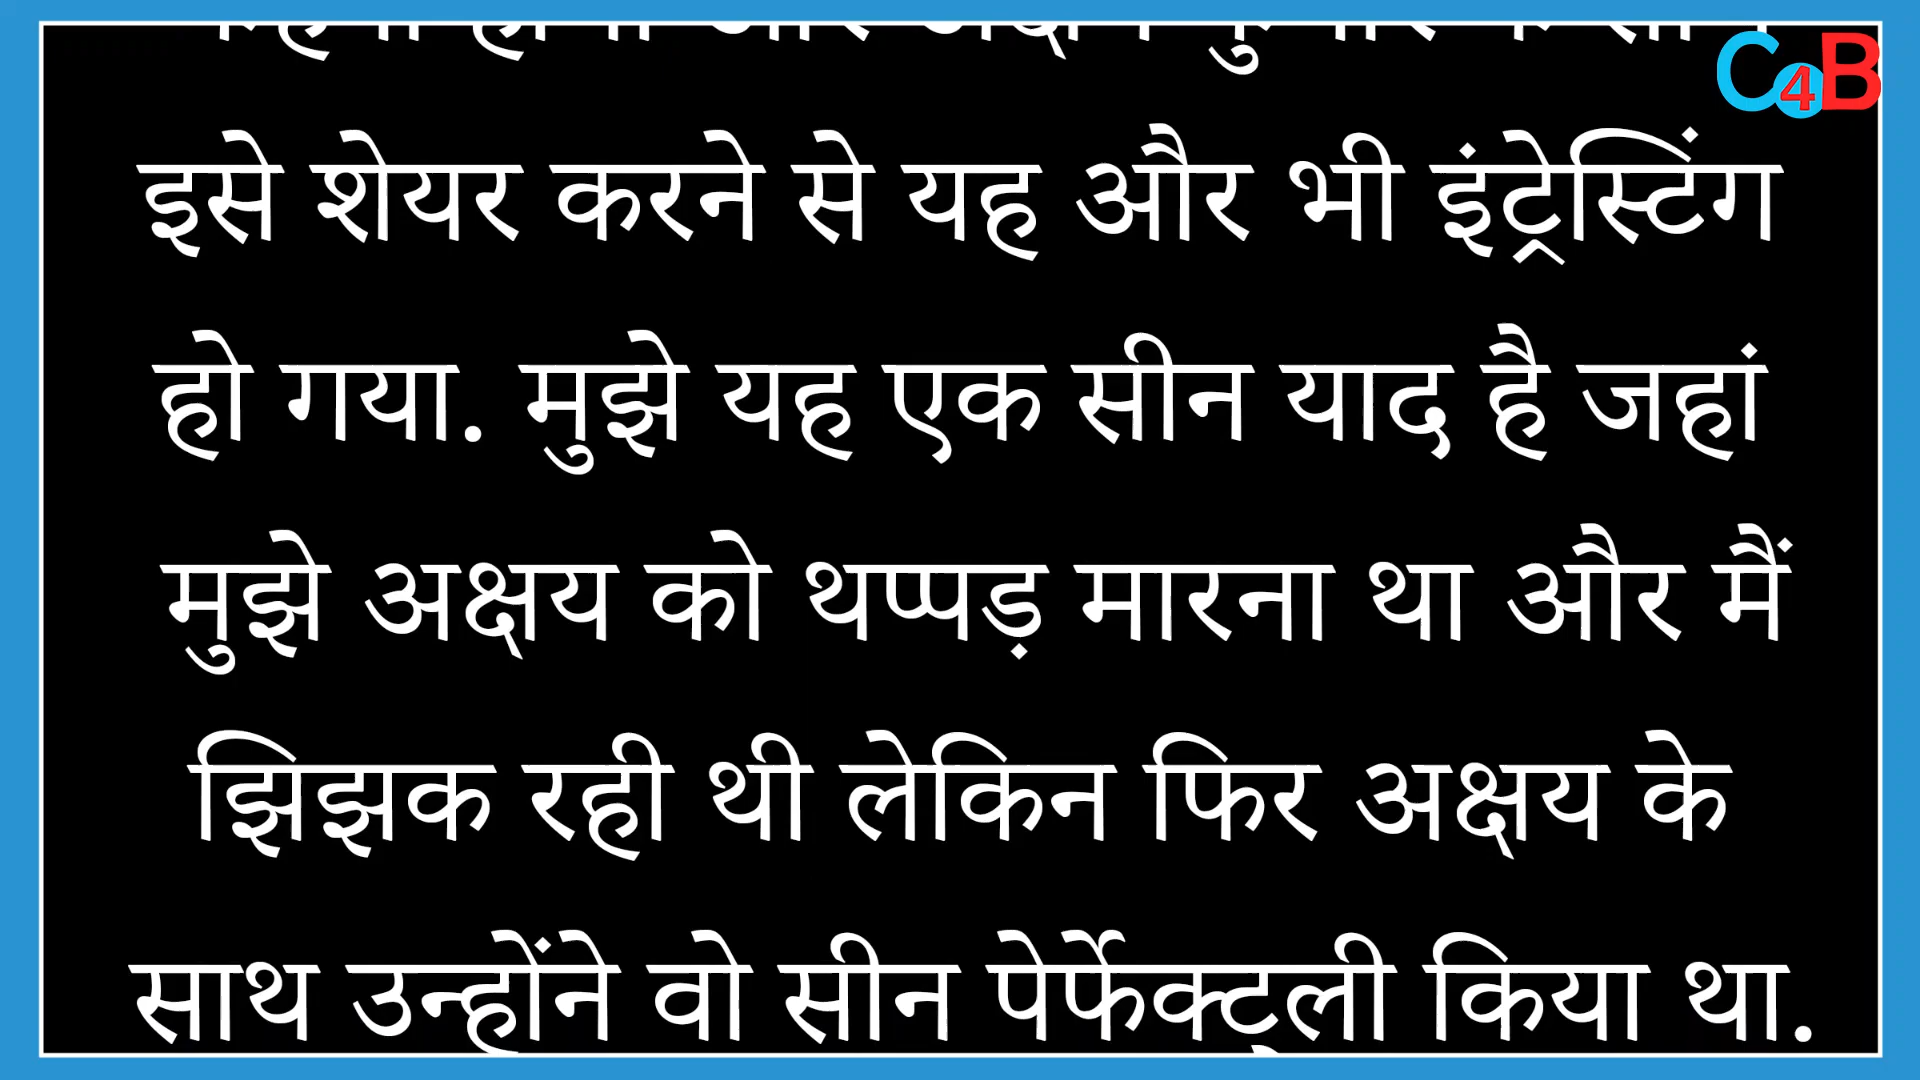 C4B
इसे शेयर करने से यह और भी इंट्रेस्टिंग
हो गया. मुझे यह एक सीन याद है जहां
मुझे अक्षय को थप्पड़ मारना था और मैं
झिझक रही थी लेकिन फिर अक्षय के
साथ उन्होंने वो सीन पेर्फेक्ट्ली किया था.